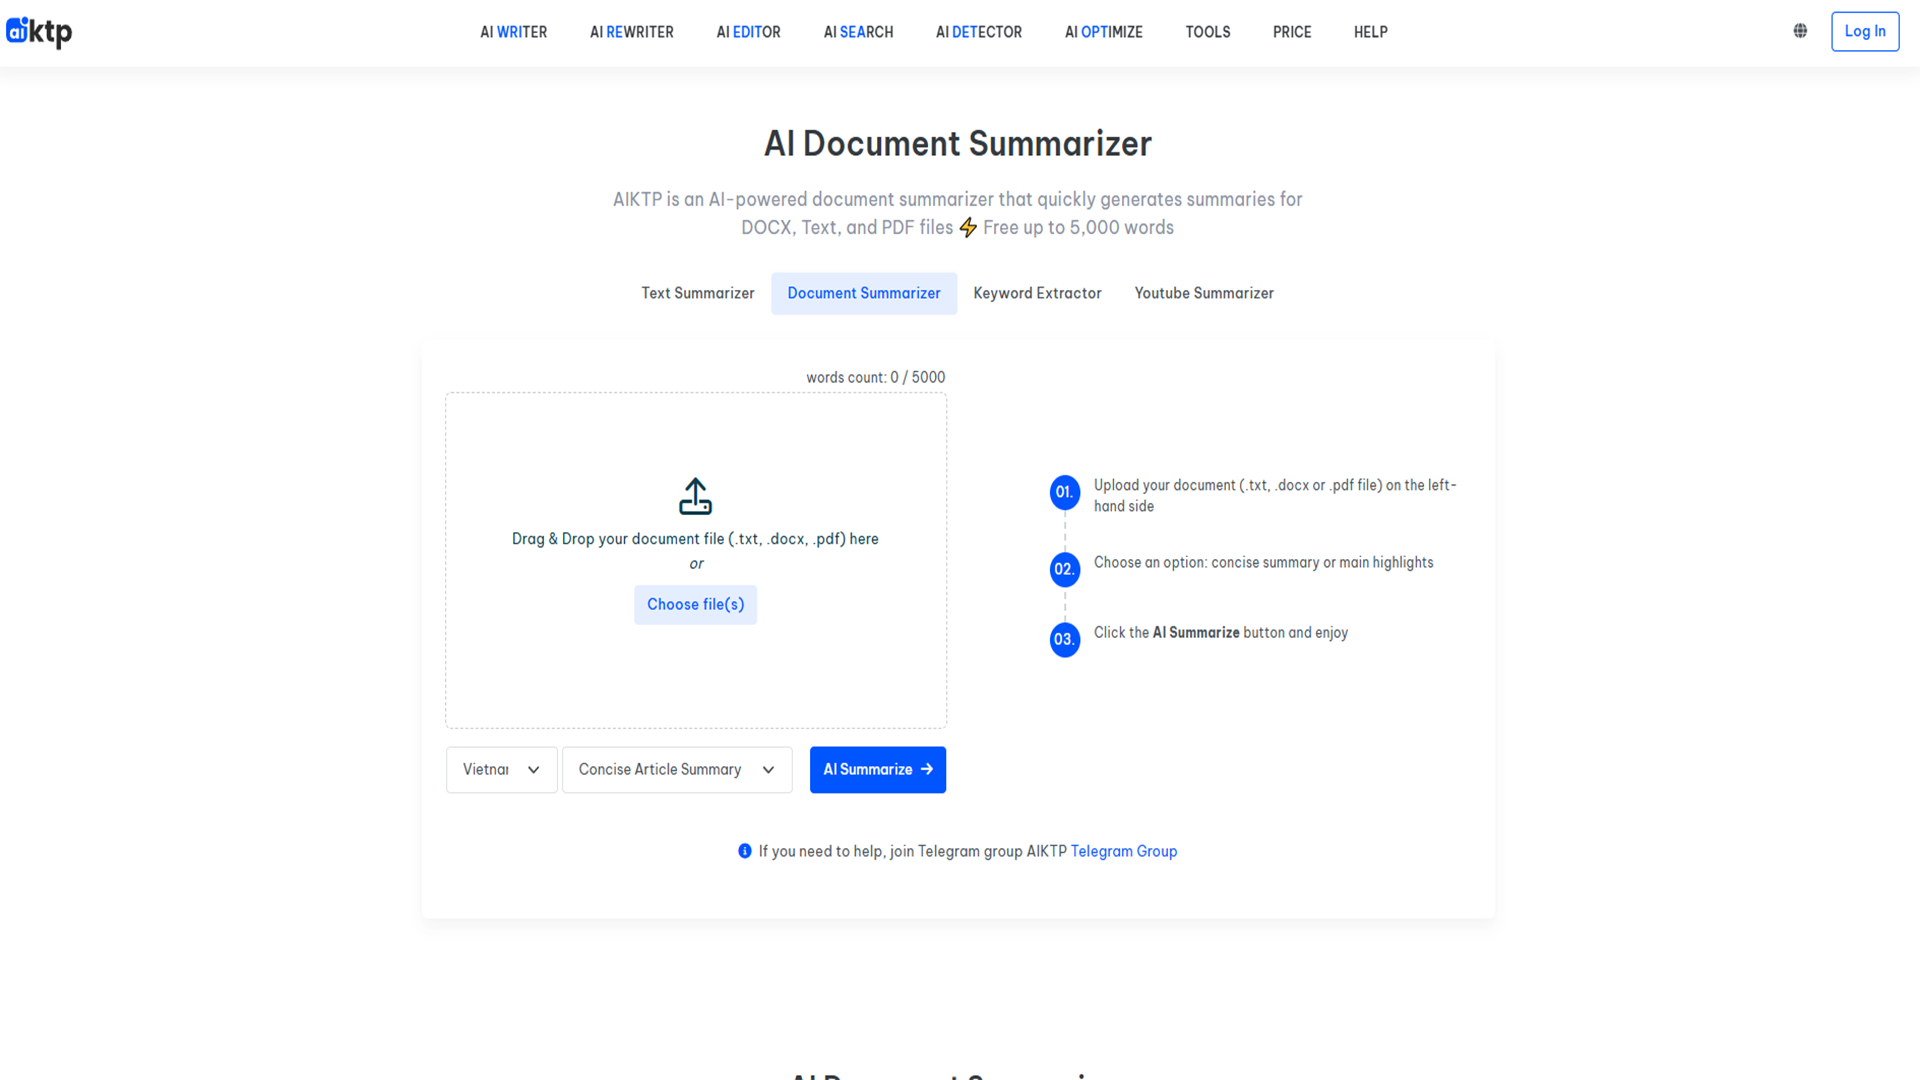 aiktp
AI WRITER
AI REWRITER
AI EDITOR
AI SEARCH
AI DETECTOR
AI OPTIMIZE
TOOLS
PRICE
HELP
Log In
AI Document Summarizer
AIKTP is an AI-powered document summarizer that quickly generates summaries for
DOCX, Text, and PDF files ⚡ Free up to 5,000 words
Text Summarizer
Document Summarizer
Keyword Extractor
Youtube Summarizer
words count: 0 / 5000
Drag & Drop your document file (.txt, .docx, .pdf) here
or
Choose file(s)
Vietnar
Concise Article Summary
AI Summarize →
01.
Upload your document (.txt, .docx or .pdf file) on the left-
hand side
02.
Choose an option: concise summary or main highlights
03.
Click the AI Summarize button and enjoy
If you need to help, join Telegram group AIKTP Telegram Group